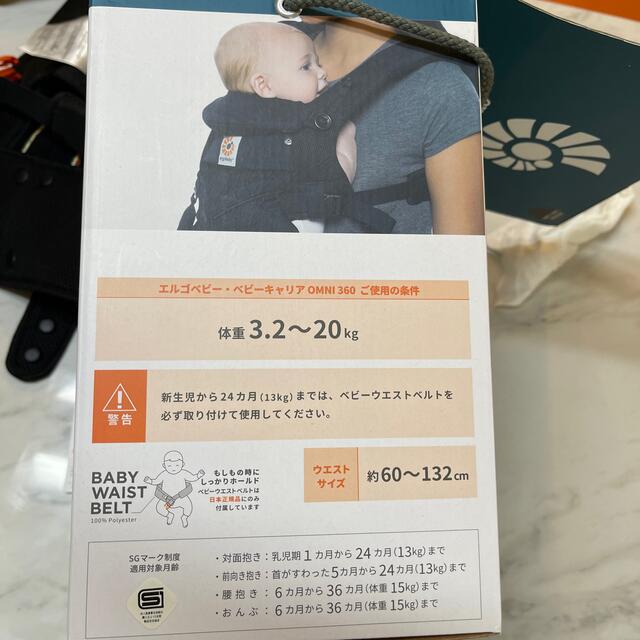 ergobaby
エルゴベビー・ベビーキャリア OMNI 360 ご使用の条件
体重 3.2〜20kg
警告
新生児から24カ月(13kg)までは、ベビーウエストベルトを
必ず取り付けて使用してください。
BABY
WAIST
BELT
100% Polyester
もしもの時に
しっかりホールド
ベビーウエストベルトは
日本正規品にのみ
付属しています
ウエスト
サイズ
約60〜132cm
SGマーク制度
適用対象月齢
・対面抱き：乳児期1カ月から24カ月(13kg)まで
・前向き抱き：首がすわった5カ月から24カ月(13kg)まで
・腰抱き：6カ月から36カ月(体重15kg)まで
・おんぶ：6カ月から36カ月(体重15kg)まで